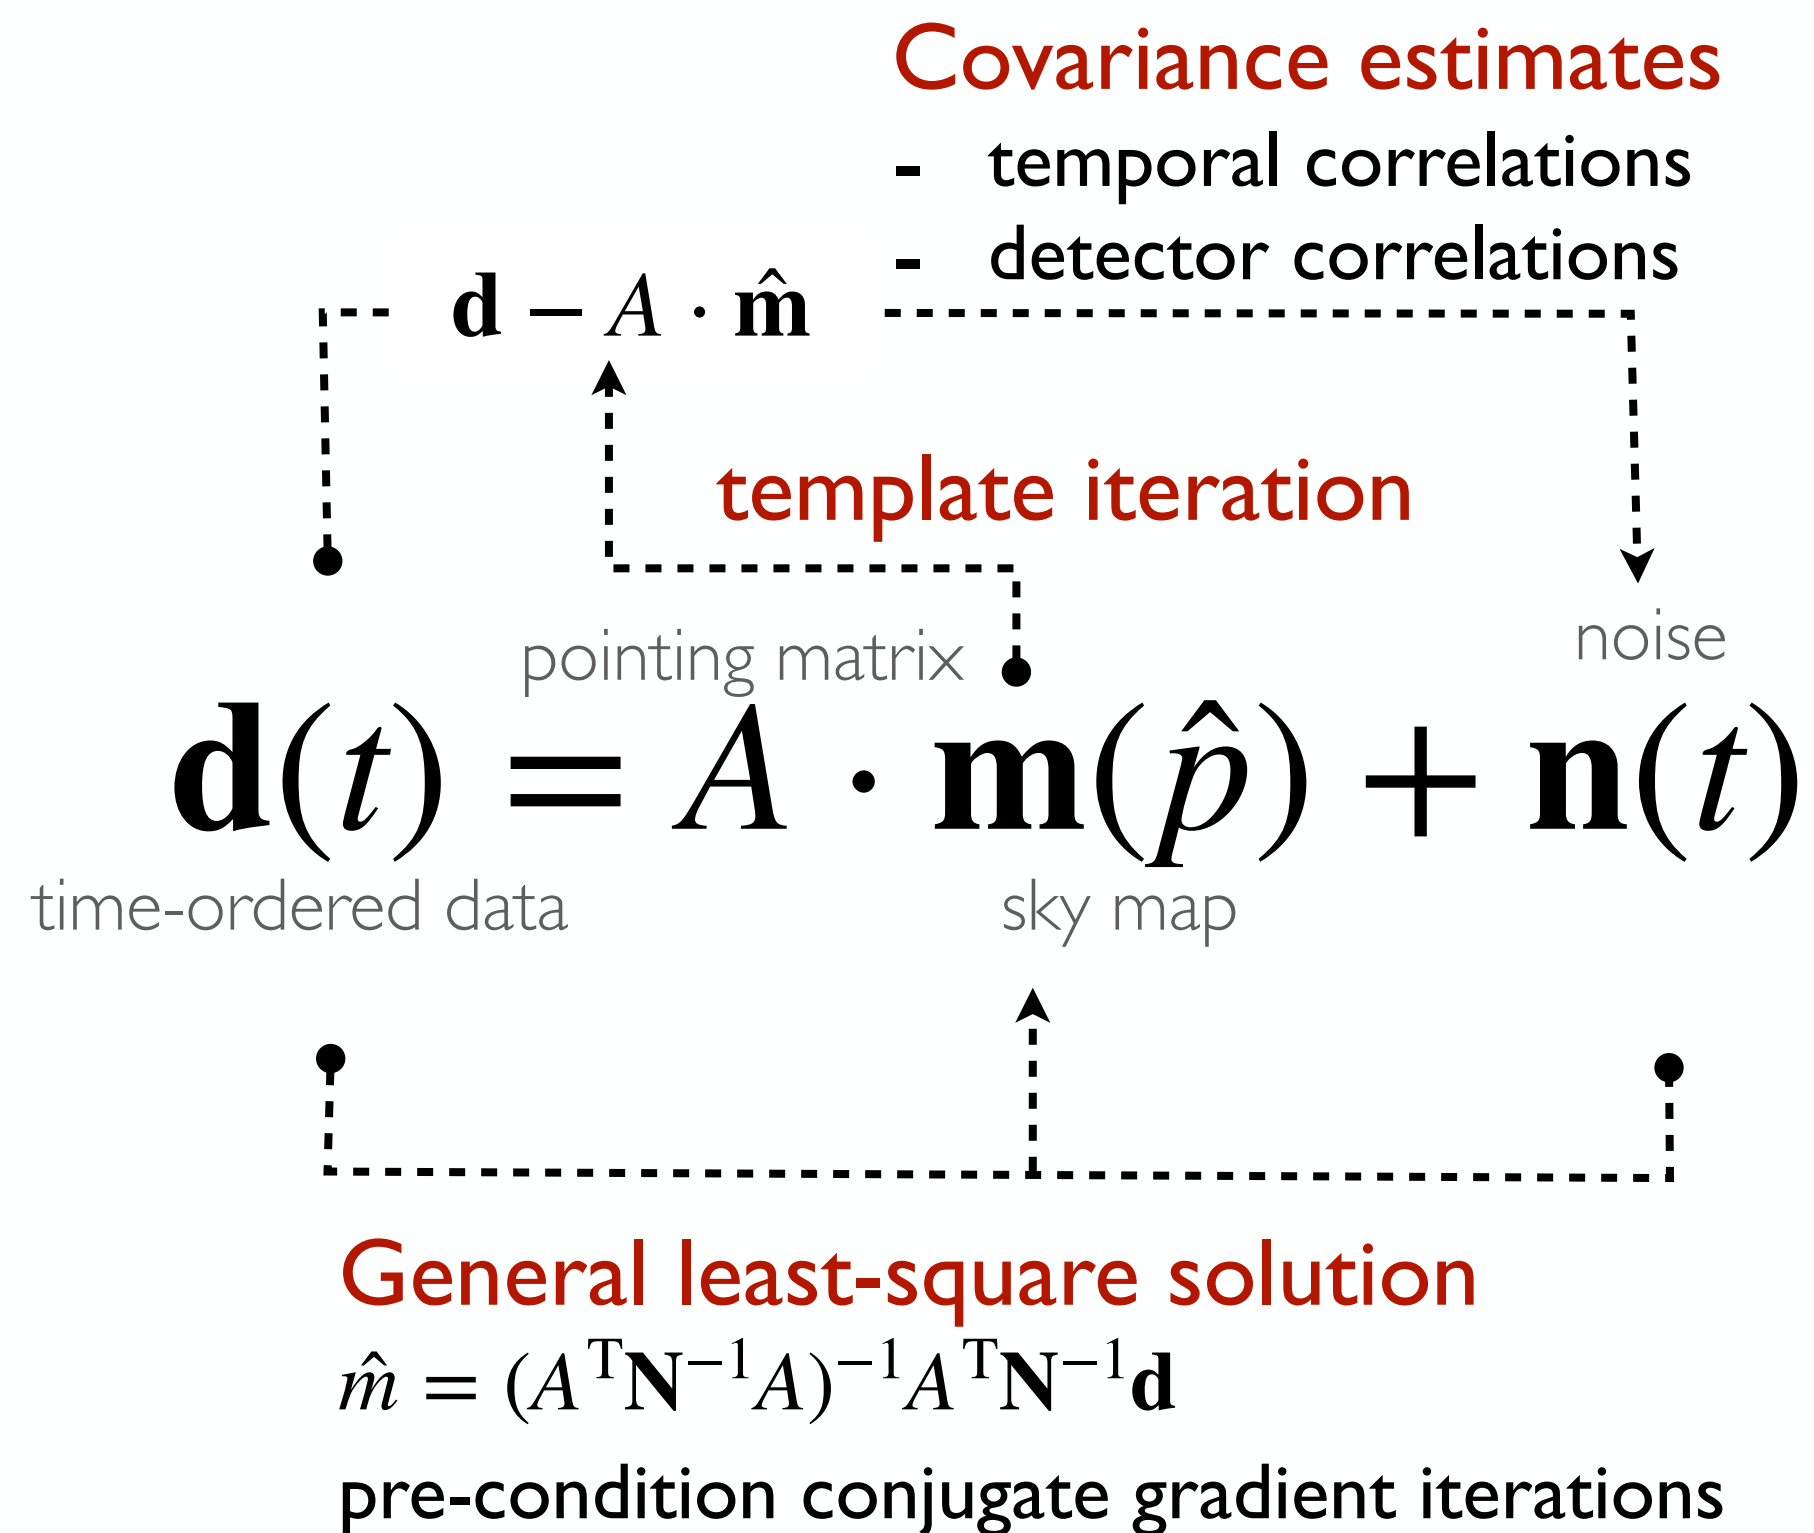 Covariance estimates
- temporal correlations
- detector correlations
𝐝 − A · 𝐦̂
template iteration
pointing matrix
noise
𝐝(t) = A · 𝐦(p̂) + 𝐧(t)
time-ordered data
sky map
General least-square solution
m̂ = (AᵀN⁻¹A)⁻¹AᵀN⁻¹d
pre-condition conjugate gradient iterations